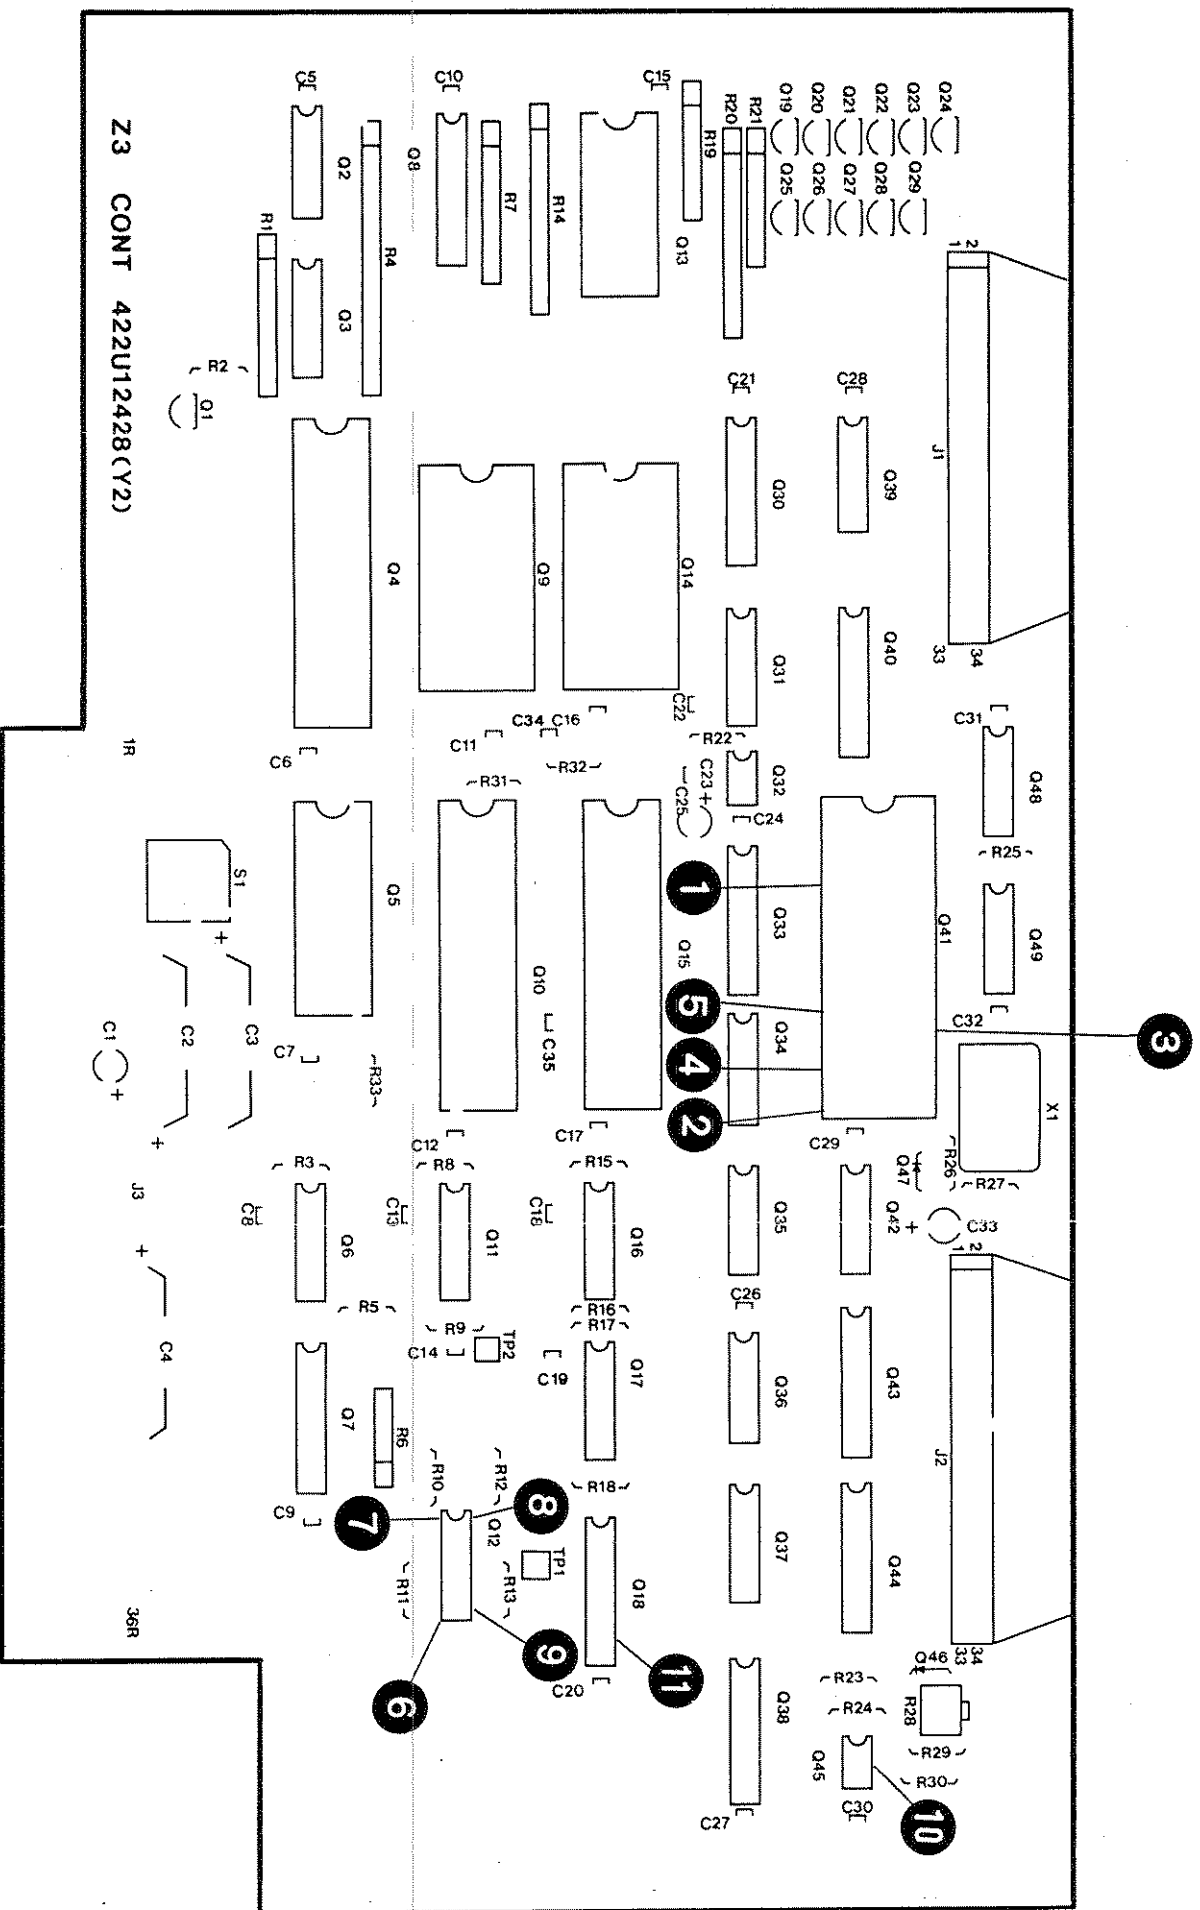 Z3 CONT 422U12428(Y2)
C5
C10
C15
Q2
Q8
R7
R14
R19
Q13
R20
R21
Q19
Q20
Q21
Q22
Q23
Q24
Q25
Q26
Q27
Q28
Q29
R1
R4
Q3
R2
Q1
1
2
J1
33
34
C21
C28
Q30
Q39
Q4
Q9
Q14
Q31
Q40
C22
C34
C16
C11
C6
R31
R32
R22
C23
+
C25
Q32
C24
C31
Q48
R25
Q49
Q41
C32
1R
S1
+
C3
C2
C1
+
+
Q5
C7
R33
Q10
C35
Q15
Q33
Q34
1
5
4
2
3
X1
C12
C17
C29
R3
R8
R15
C8
C13
C18
Q6
Q11
Q16
Q35
Q47
R26
R27
Q42
+
C33
J3
+
C4
R5
R9
C14
TP2
C19
R16
R17
Q17
C26
Q36
Q43
1
2
J2
33
34
Q7
R6
R10
R12
R18
C9
7
8
Q12
TP1
R11
R13
Q18
Q37
Q44
36R
6
9
11
C20
Q38
R23
R24
Q46
R28
R29
R30
Q45
C27
C30
10